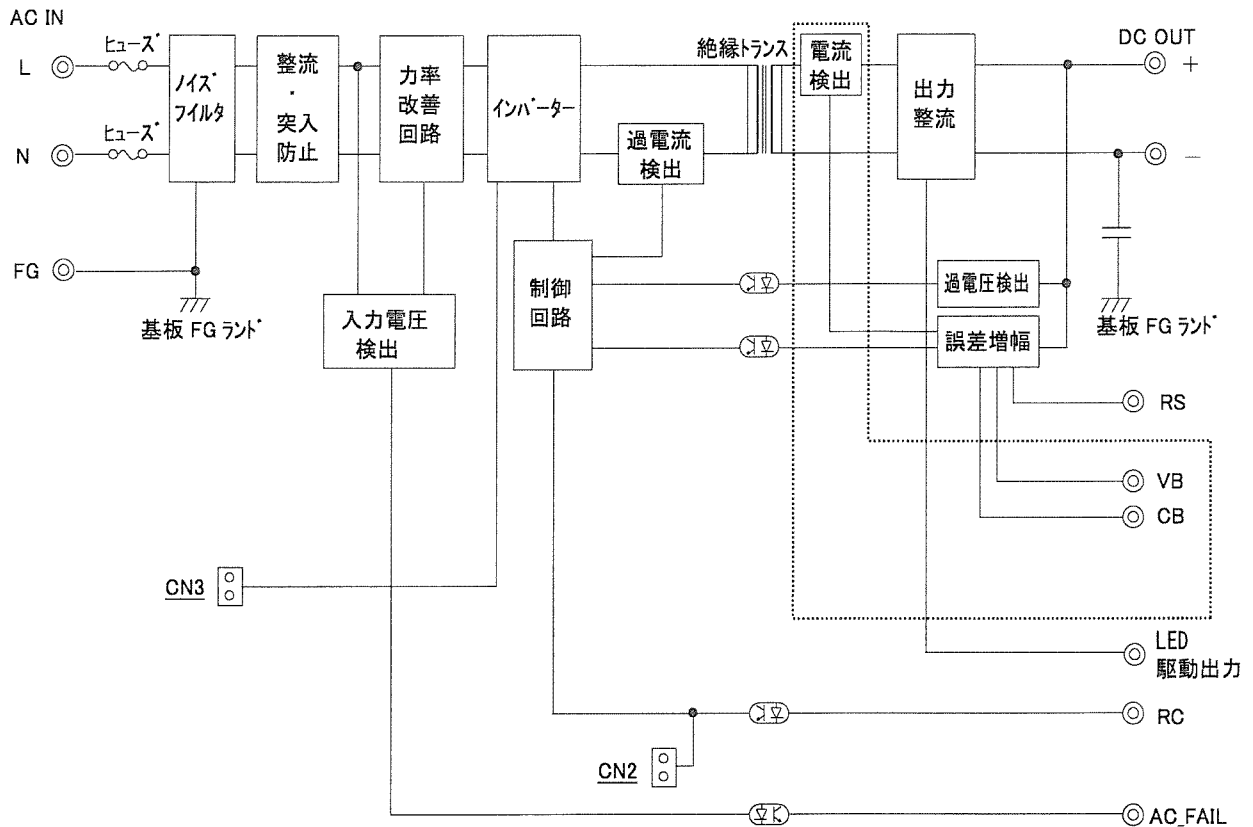 AC IN
L
ヒューズ
N
ヒューズ
FG
ノイズ
フイルタ
整流
・
突入
防止
力率
改善
回路
インバーター
過電流
検出
絶縁トランス
電流
検出
出力
整流
DC OUT
+
-
基板 FG ランド
入力電圧
検出
制御
回路
過電圧検出
誤差増幅
基板 FG ランド
RS
VB
CB
CN3
LED
駆動出力
RC
CN2
AC_FAIL